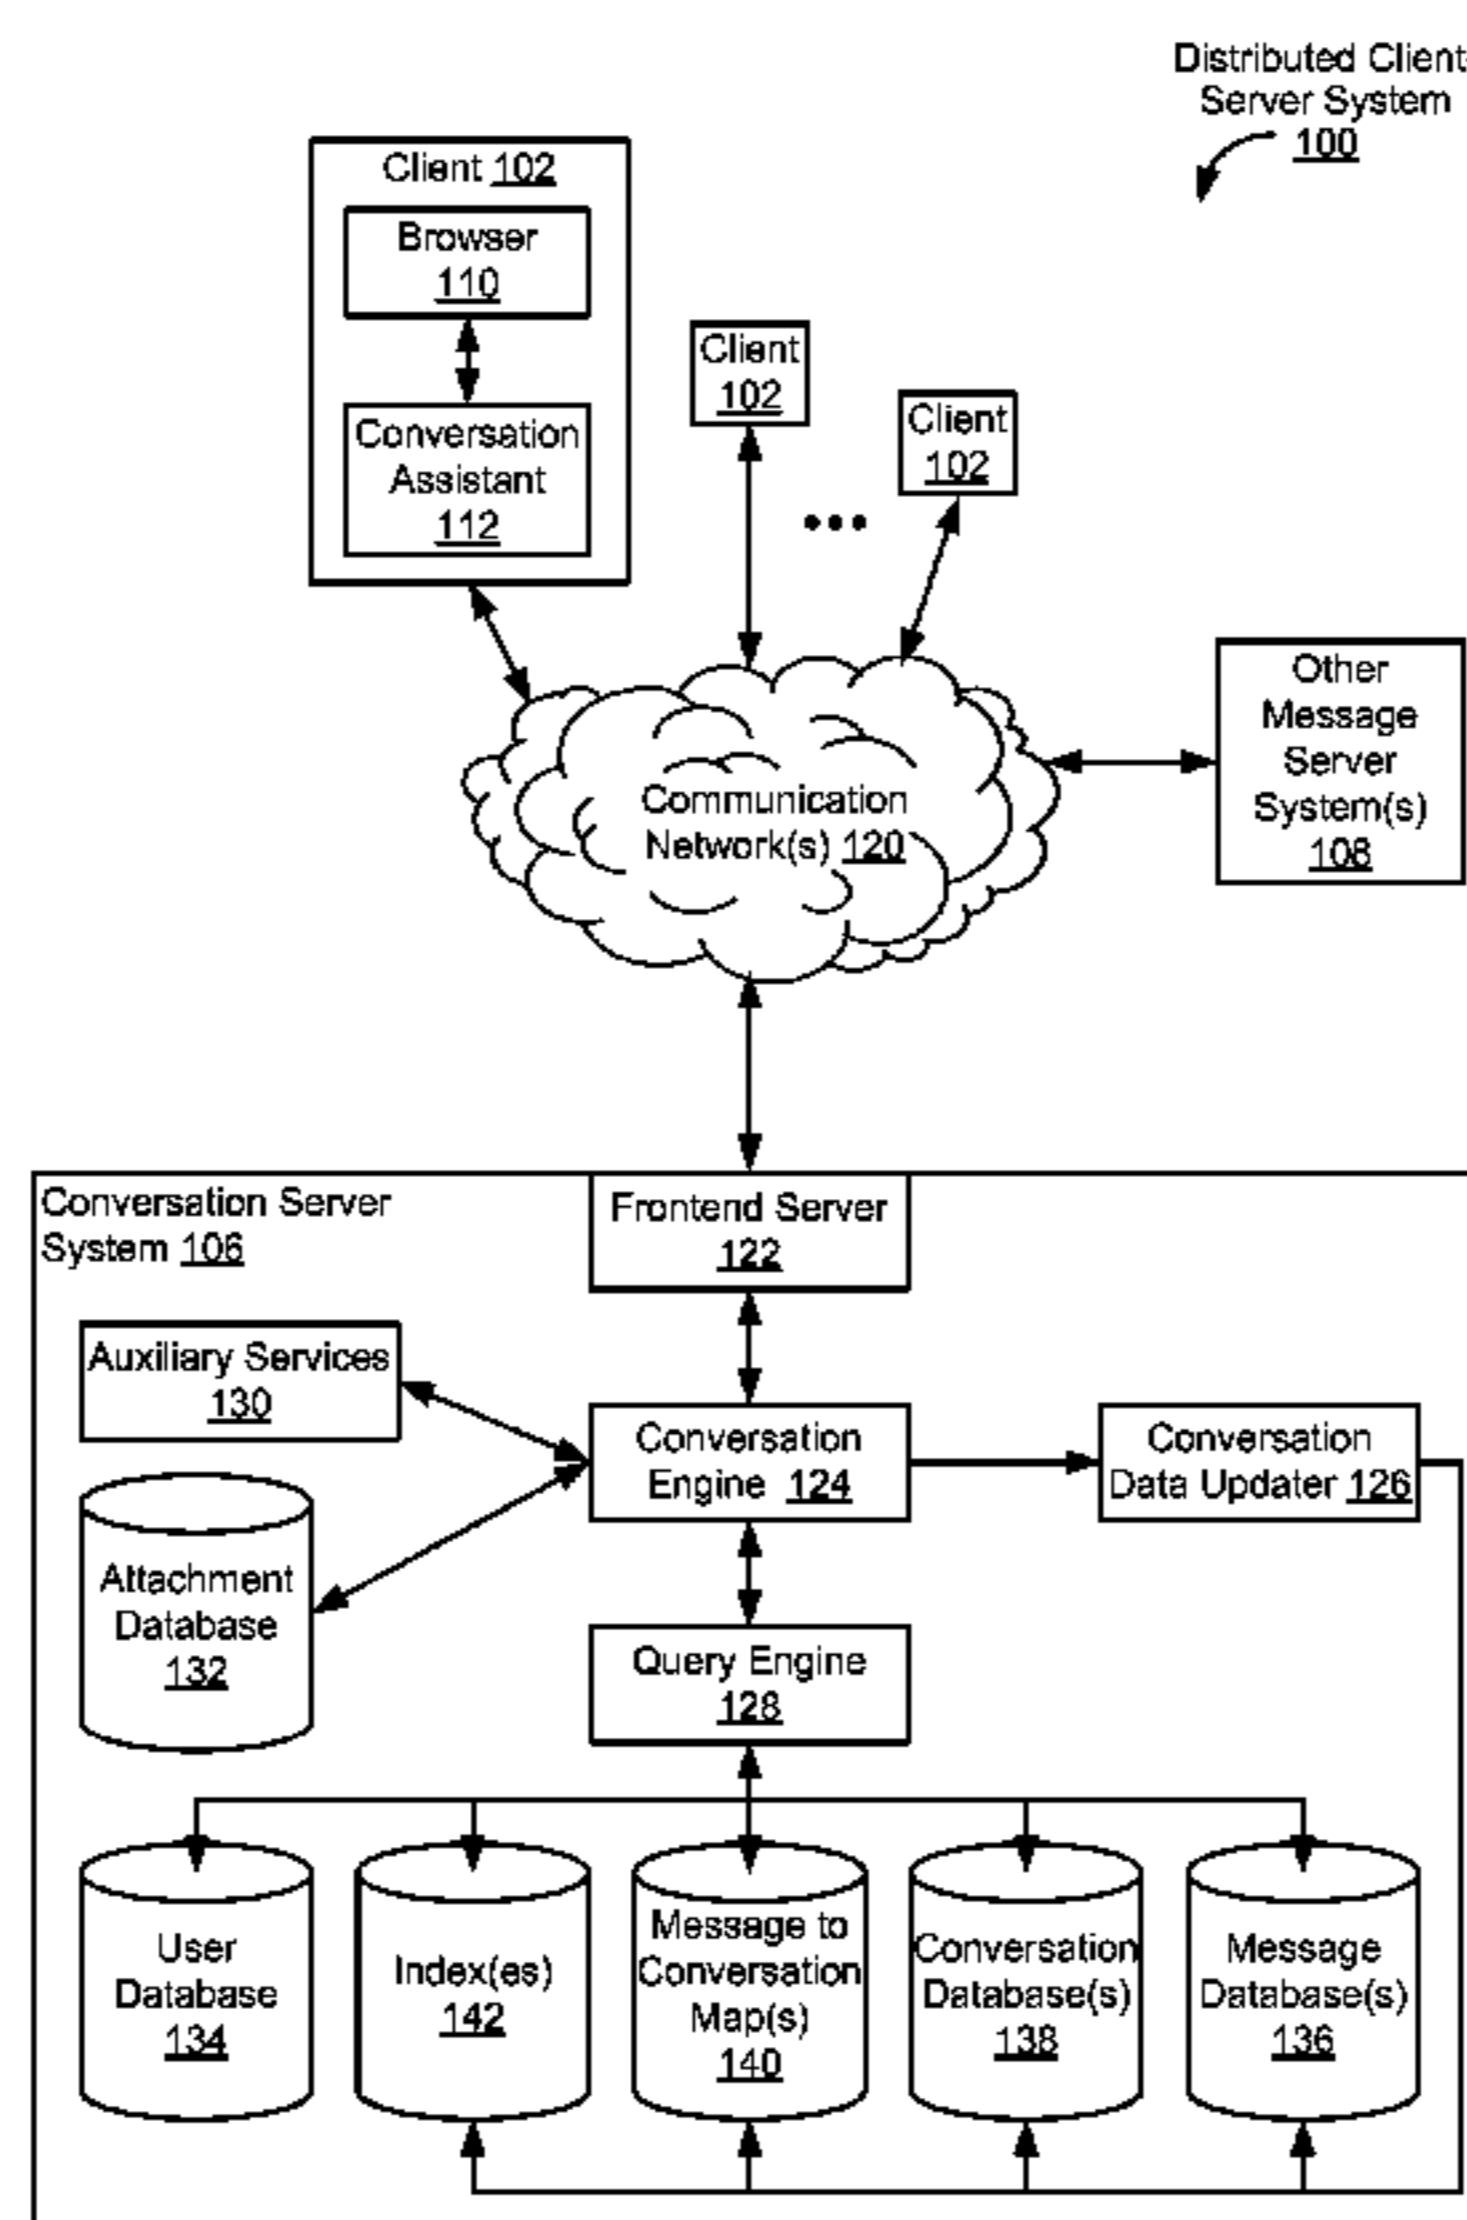 Distributed Client-
Server System
100
Client 102
Browser
110
Conversation
Assistant
112
Client
102
Client
102
Other
Message
Server
System(s)
108
Communication
Network(s) 120
Conversation Server
System 106
Frontend Server
122
Auxiliary Services
130
Conversation
Engine 124
Conversation
Data Updater 126
Attachment
Database
132
Query Engine
128
User
Database
134
Index(es)
142
Message to
Conversation
Map(s)
140
Conversation
Database(s)
138
Message
Database(s)
136